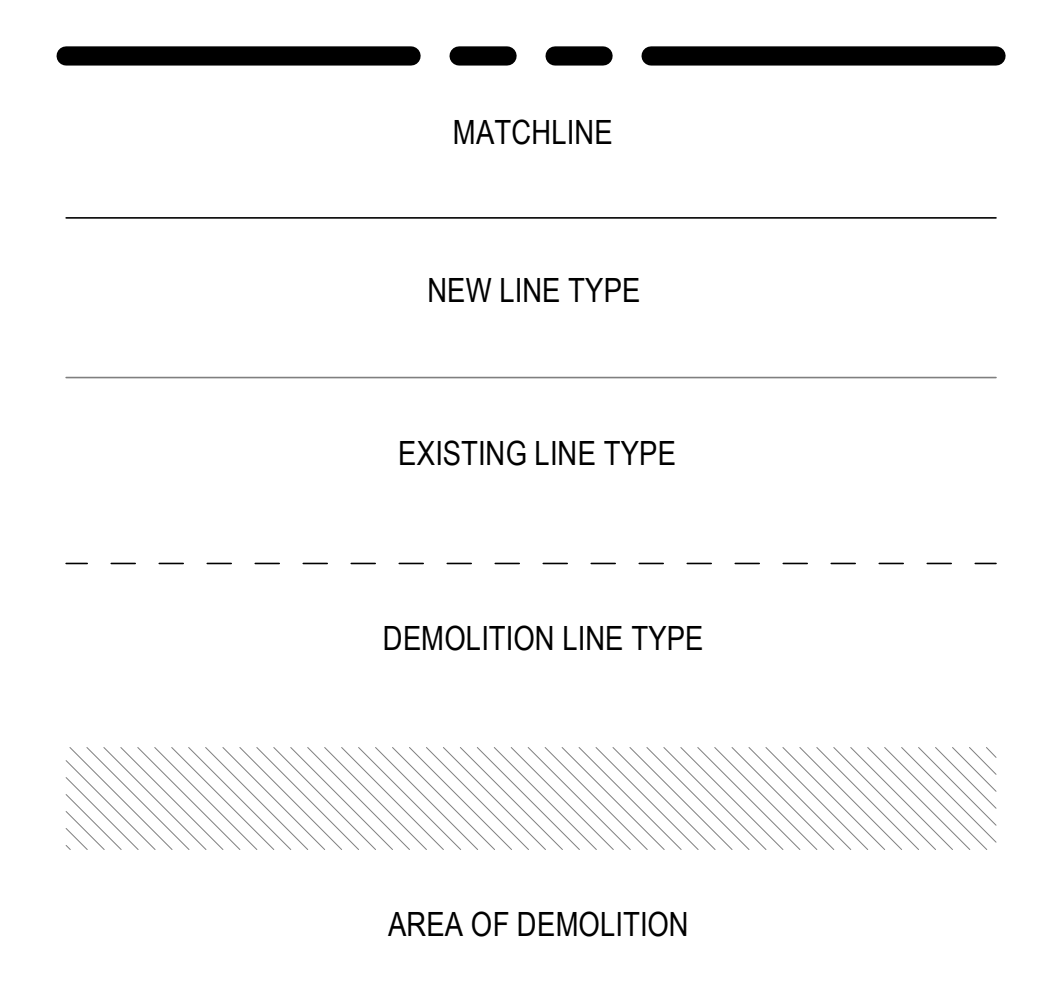 MATCHLINE
NEW LINE TYPE
EXISTING LINE TYPE
DEMOLITION LINE TYPE
AREA OF DEMOLITION